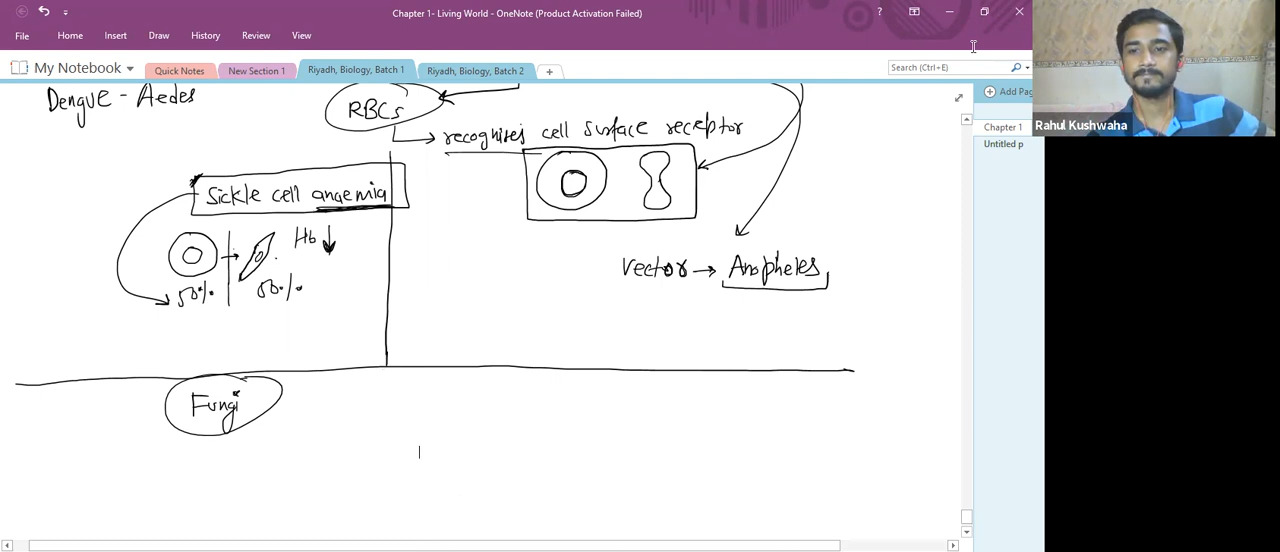 Chapter 1- Living World - OneNote (Product Activation Failed)
?
File Home Insert Draw History Review View
My Notebook Quick Notes New Section 1 Riyadh, Biology, Batch 1 Riyadh, Biology, Batch 2 + Search (Ctrl+E)
Add Pag
Chapter 1
Untitled p
Rahul Kushwaha
Dengue - Aedes
RBCs
recognises cell surface receptor
Sickle cell anaemia
Hb
50% 50%
Vector → Anopheles
Fungi